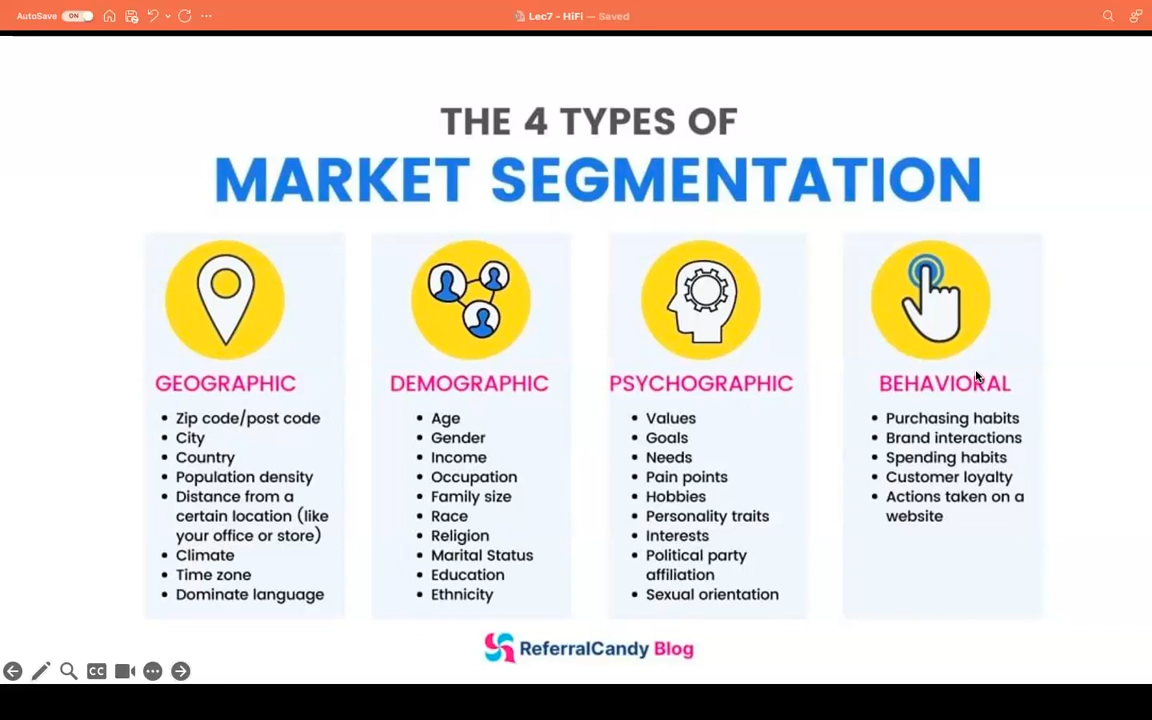 AutoSave ON
Lec7 - HiFi — Saved
THE 4 TYPES OF
MARKET SEGMENTATION
GEOGRAPHIC
• Zip code/post code
• City
• Country
• Population density
• Distance from a
certain location (like
your office or store)
• Climate
• Time zone
• Dominate language
DEMOGRAPHIC
• Age
• Gender
• Income
• Occupation
• Family size
• Race
• Religion
• Marital Status
• Education
• Ethnicity
PSYCHOGRAPHIC
• Values
• Goals
• Needs
• Pain points
• Hobbies
• Personality traits
• Interests
• Political party
affiliation
• Sexual orientation
BEHAVIORAL
• Purchasing habits
• Brand interactions
• Spending habits
• Customer loyalty
• Actions taken on a
website
ReferralCandy Blog
CC